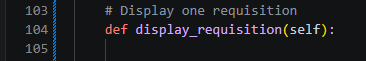 103 # Display one requisition
104 def display_requisition(self):
105